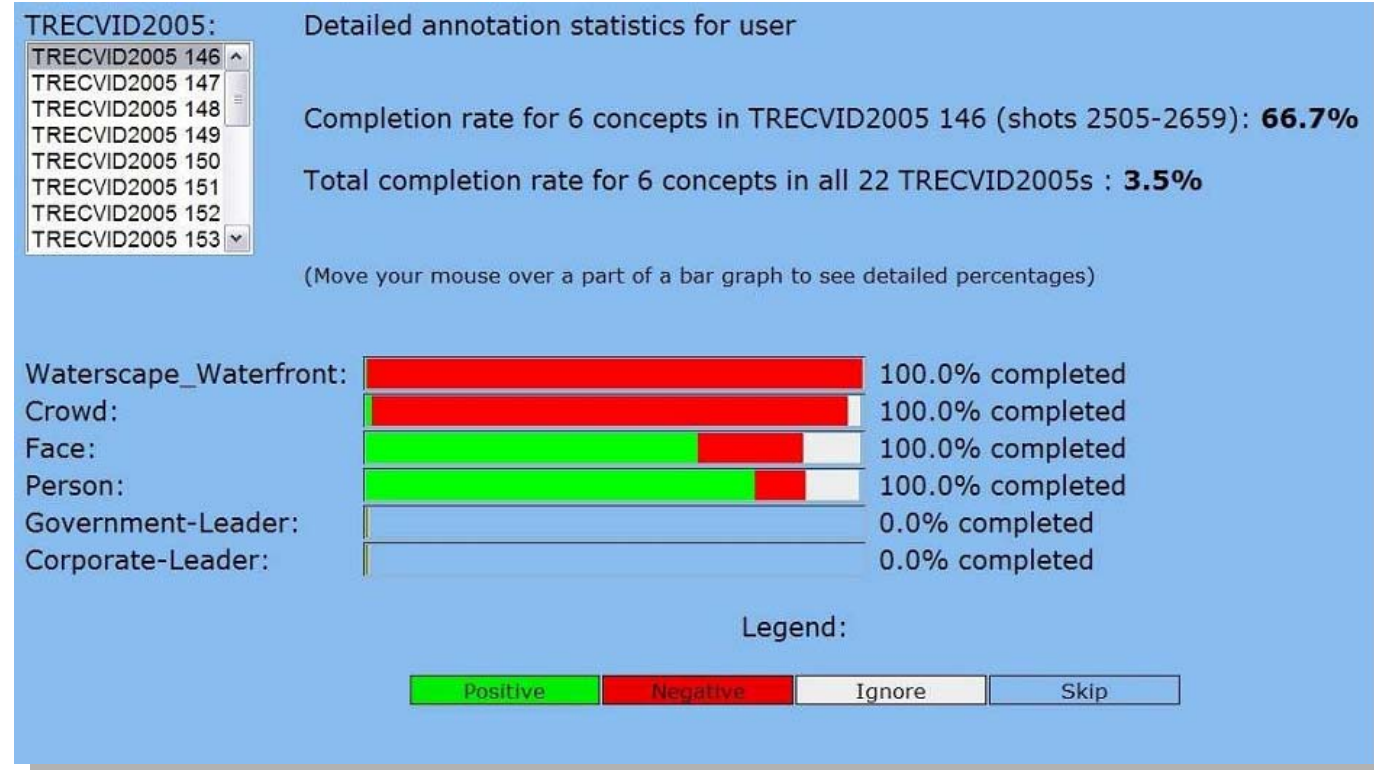 TRECVID2005:
Detailed annotation statistics for user
TRECVID2005 146
TRECVID2005 147
TRECVID2005 148
TRECVID2005 149
TRECVID2005 150
TRECVID2005 151
TRECVID2005 152
TRECVID2005 153
Completion rate for 6 concepts in TRECVID2005 146 (shots 2505-2659): 66.7%
Total completion rate for 6 concepts in all 22 TRECVID2005s : 3.5%
(Move your mouse over a part of a bar graph to see detailed percentages)
Waterscape_Waterfront: 100.0% completed
Crowd: 100.0% completed
Face: 100.0% completed
Person: 100.0% completed
Government-Leader: 0.0% completed
Corporate-Leader: 0.0% completed
Legend:
Positive Negative Ignore Skip